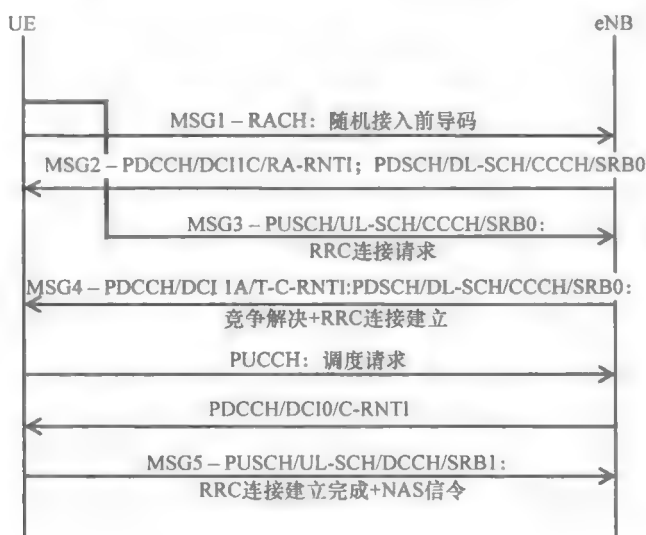 UE
eNB
MSG1 – RACH: 随机接入前导码
MSG2 – PDCCH/DCI1C/RA-RNTI; PDSCH/DL-SCH/CCCH/SRB0
MSG3 – PUSCH/UL-SCH/CCCH/SRB0:
RRC连接请求
MSG4 – PDCCH/DCI 1A/T-C-RNTI:PDSCH/DL-SCH/CCCH/SRB0:
竞争解决+RRC连接建立
PUCCH: 调度请求
PDCCH/DCI0/C-RNTI
MSG5 – PUSCH/UL-SCH/DCCH/SRB1:
RRC连接建立完成+NAS信令